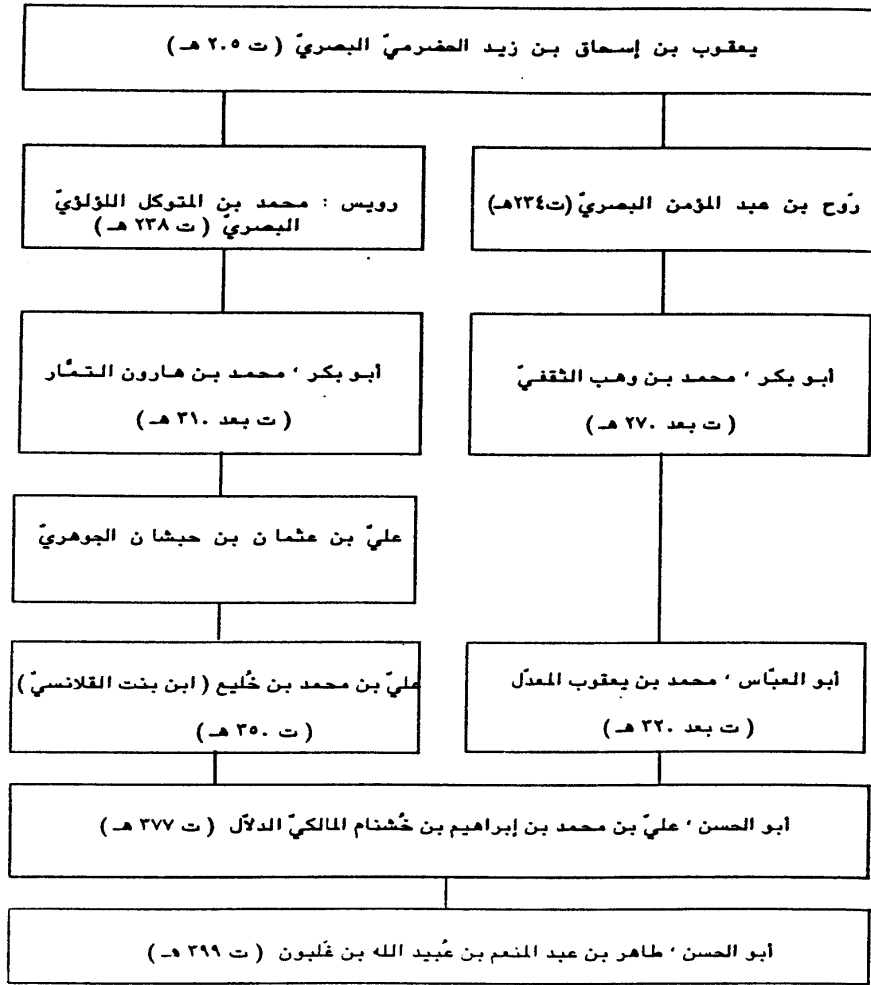 يعقوب بن إسحاق بن زيد الحضرميّ البصريّ ( ت ٢٠٥ هـ )
رَوح بن عبد المؤمن البصريّ (ت٢٣٤هـ)
رويس : محمد بن المتوكل اللؤلؤيّ
البصريّ ( ت ٢٣٨ هـ )
أبو بكر ، محمد بن وهب الثقفيّ
( ت بعد ٢٧٠ هـ )
أبو بكر ، محمد بن هارون التمَّار
( ت بعد ٣١٠ هـ )
عليّ بن عثمان بن حبشان الجوهريّ
أبو العبّاس ، محمد بن يعقوب المعدّل
( ت بعد ٣٢٠ هـ )
عليّ بن محمد بن خُليع ( ابن بنت القلانسيّ )
( ت ٣٥٠ هـ )
أبو الحسن ، عليّ بن محمد بن إبراهيم بن خُشنام المالكيّ الدلاّل ( ت ٣٧٧ هـ )
أبو الحسن ، طاهر بن عبد المنعم بن عُبيد الله بن غَلبون ( ت ٣٩٩ هـ )